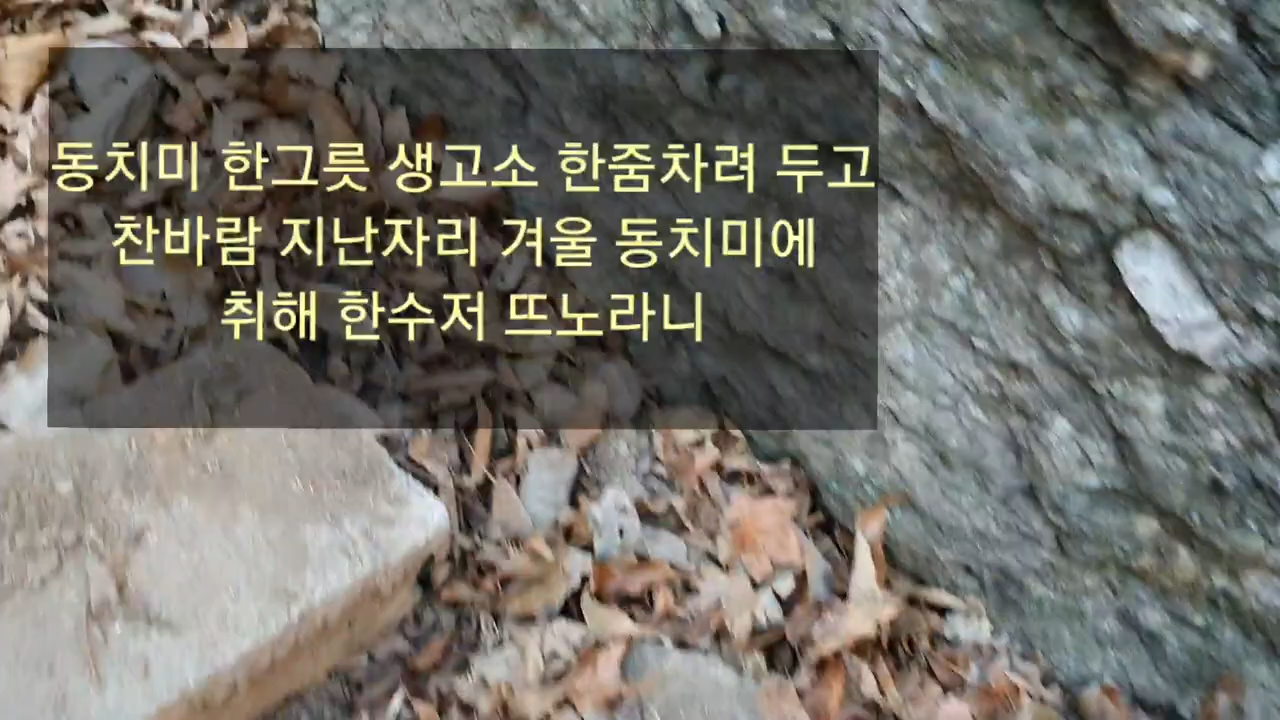 동치미 한그릇 생고소 한줌차려 두고
찬바람 지난자리 겨울 동치미에
취해 한수저 뜨노라니